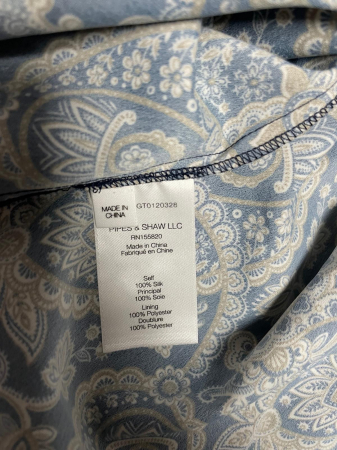 MADE IN
CHINA
GT0120328
PIPES & SHAW LLC
RN155820
Made in China
Fabriqué en Chine
Self
100% Silk
Principal
100% Soie
Lining
100% Polyester
Doublure
100% Polyester